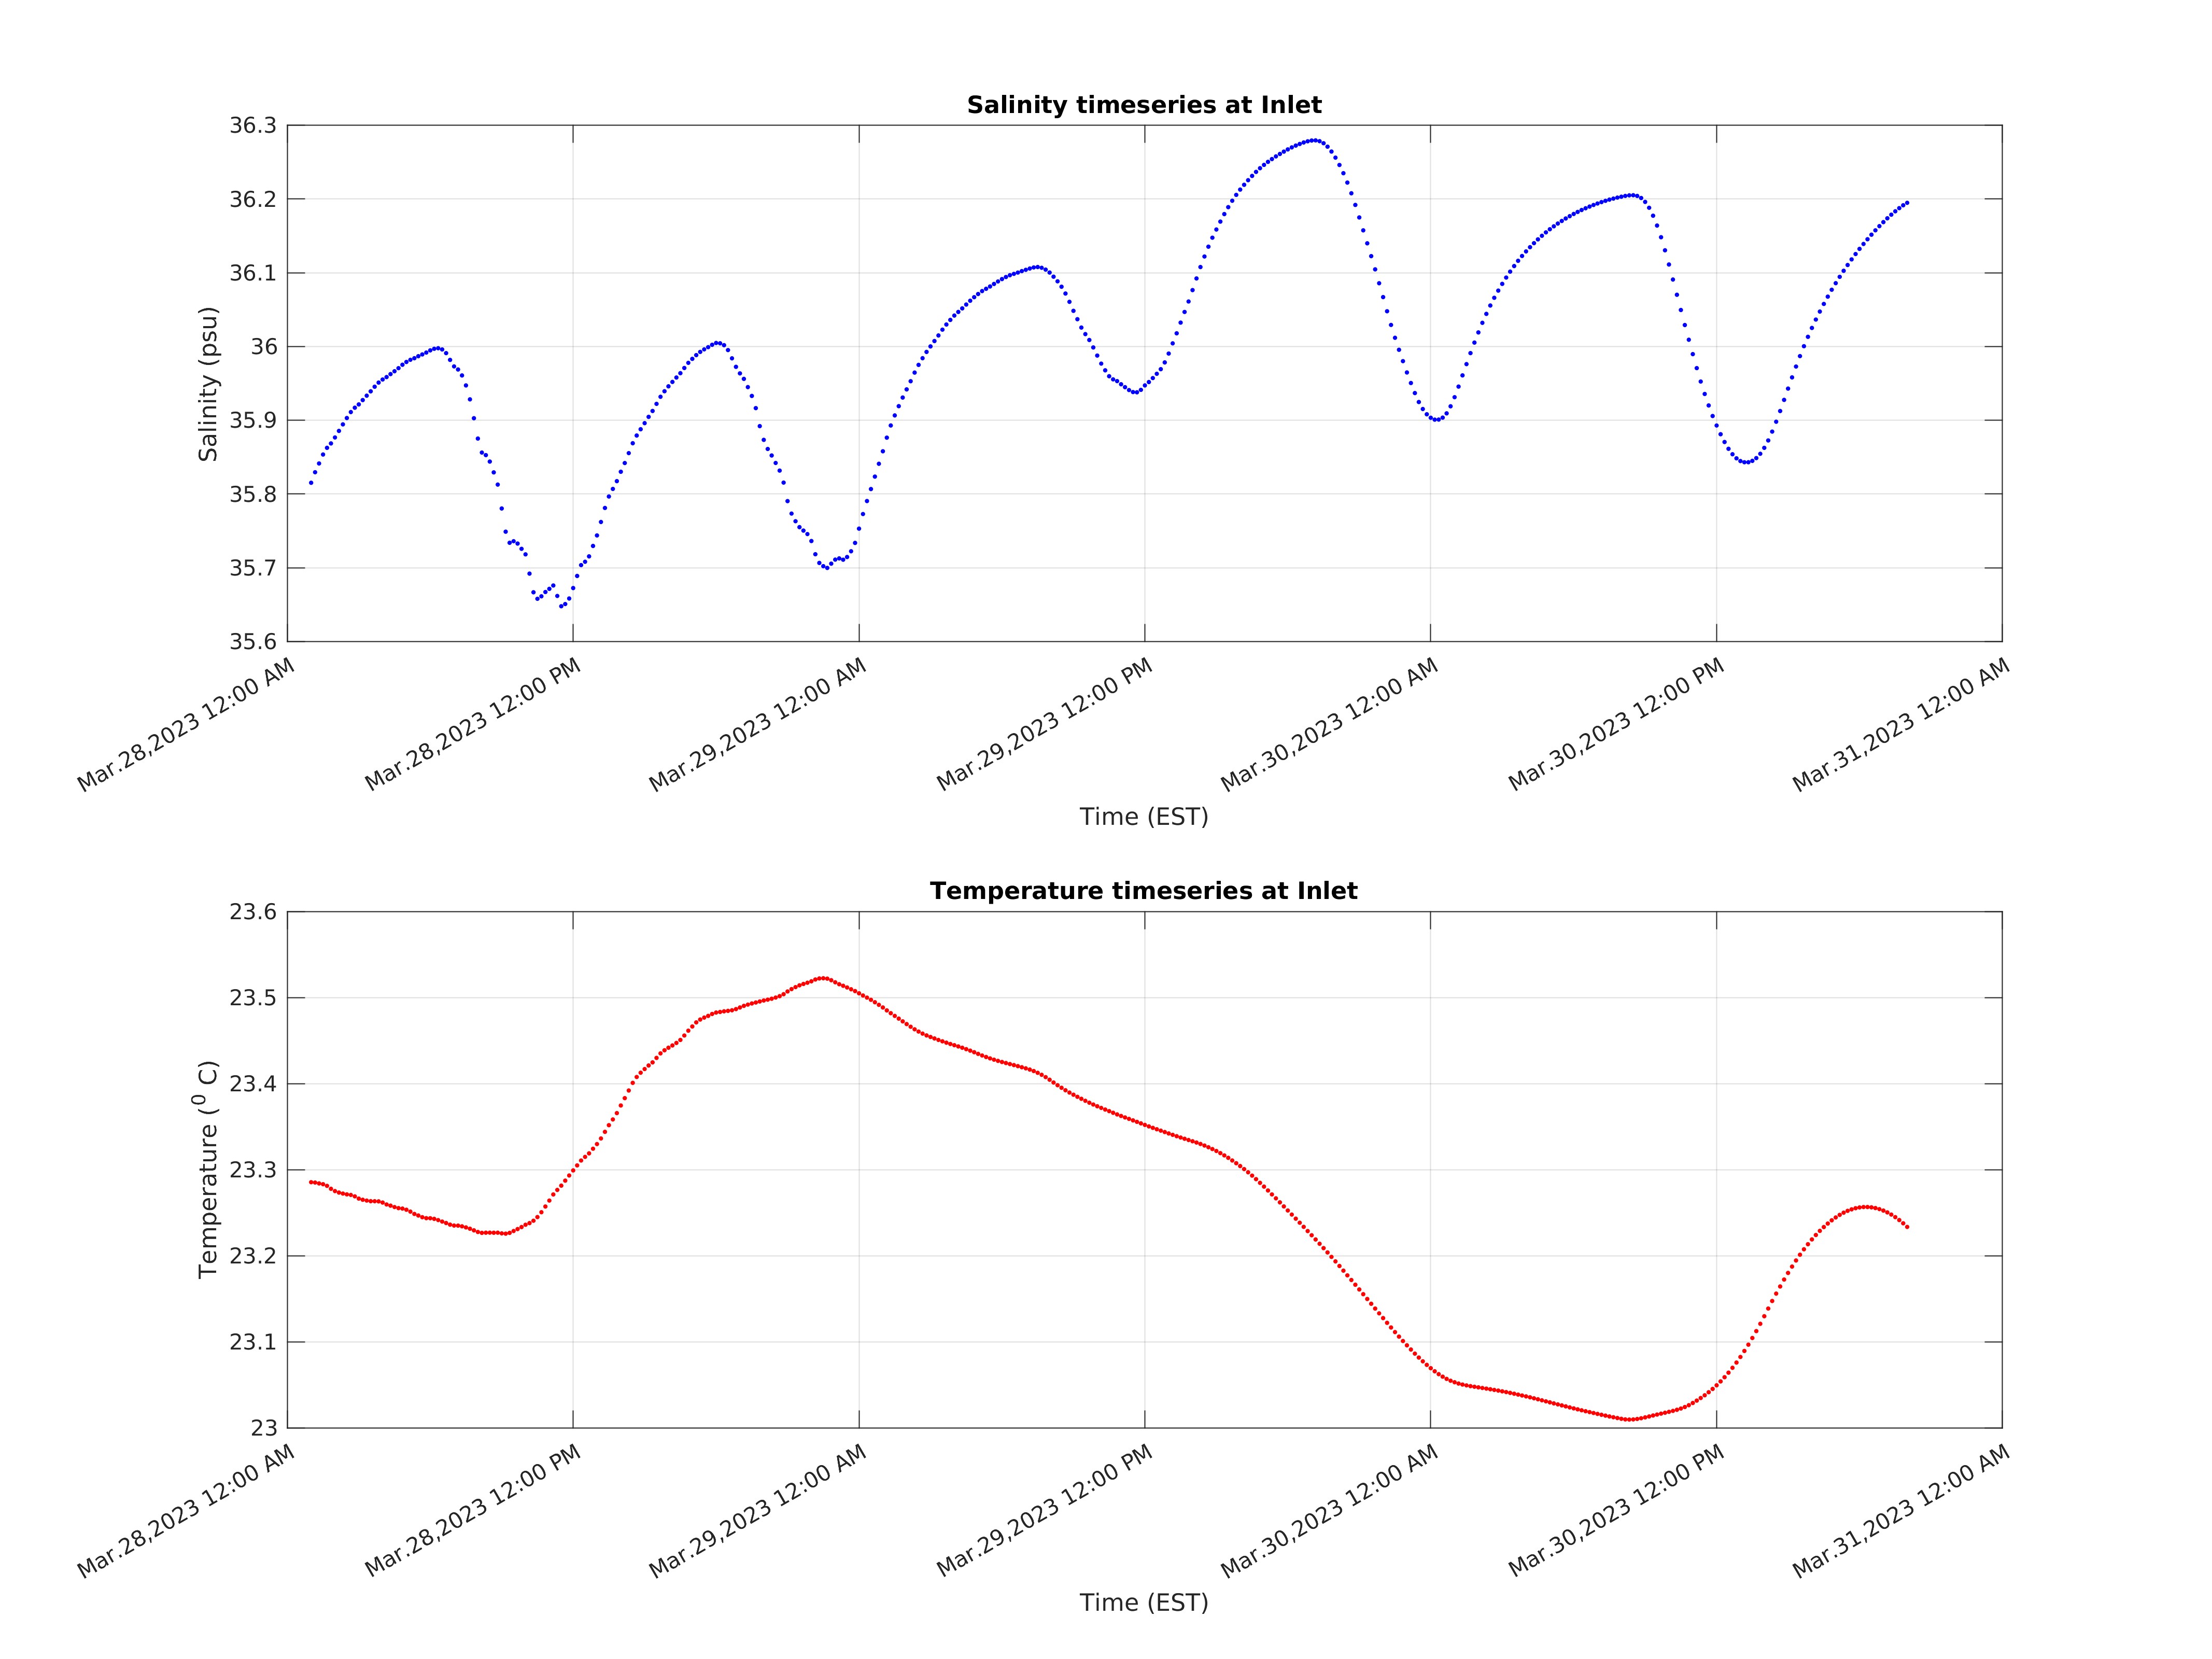 Salinity timeseries at Inlet
36.3
36.2
36.1
36
35.9
35.8
35.7
35.6
Salinity (psu)
Mar.28,2023 12:00 AM
Mar.28,2023 12:00 PM
Mar.29,2023 12:00 AM
Mar.29,2023 12:00 PM
Mar.30,2023 12:00 AM
Mar.30,2023 12:00 PM
Mar.31,2023 12:00 AM
Time (EST)
Temperature timeseries at Inlet
23.6
23.5
23.4
23.3
23.2
23.1
23
Temperature (⁰ C)
Mar.28,2023 12:00 AM
Mar.28,2023 12:00 PM
Mar.29,2023 12:00 AM
Mar.29,2023 12:00 PM
Mar.30,2023 12:00 AM
Mar.30,2023 12:00 PM
Mar.31,2023 12:00 AM
Time (EST)